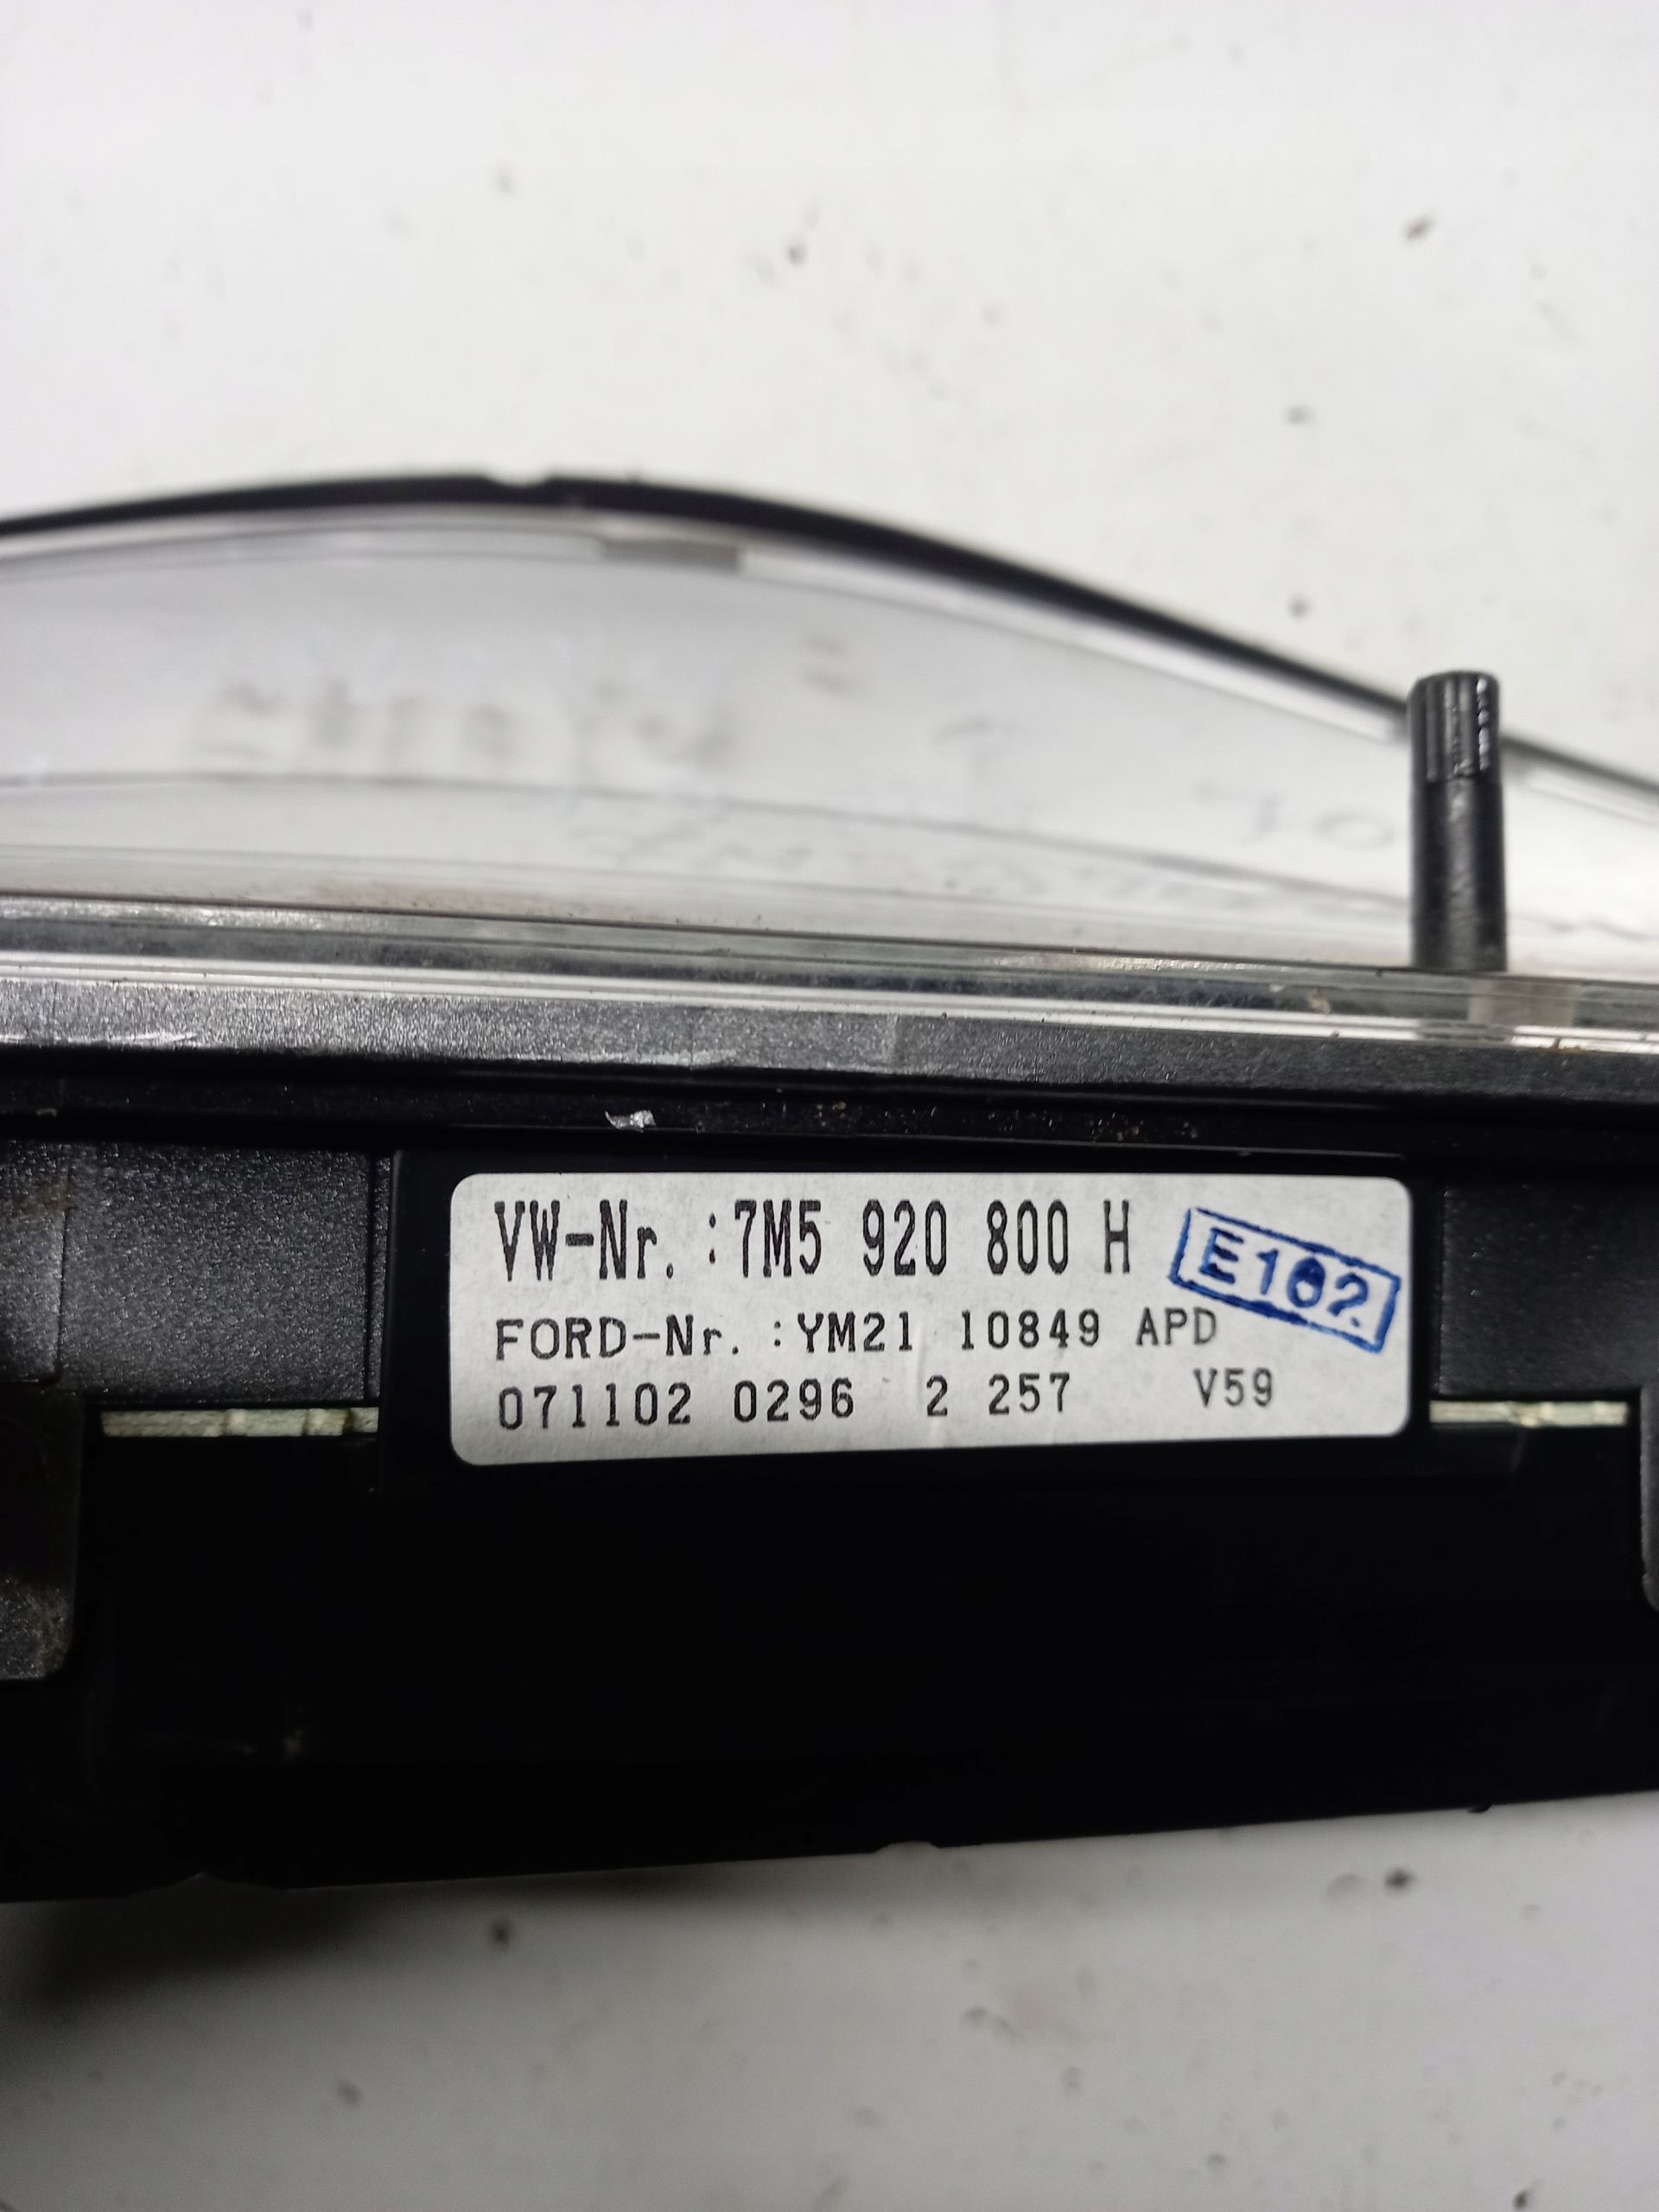 VW-Nr. :7M5 920 800 H
E162
FORD-Nr. :YM21 10849 APD
071102 0296 2 257 V59